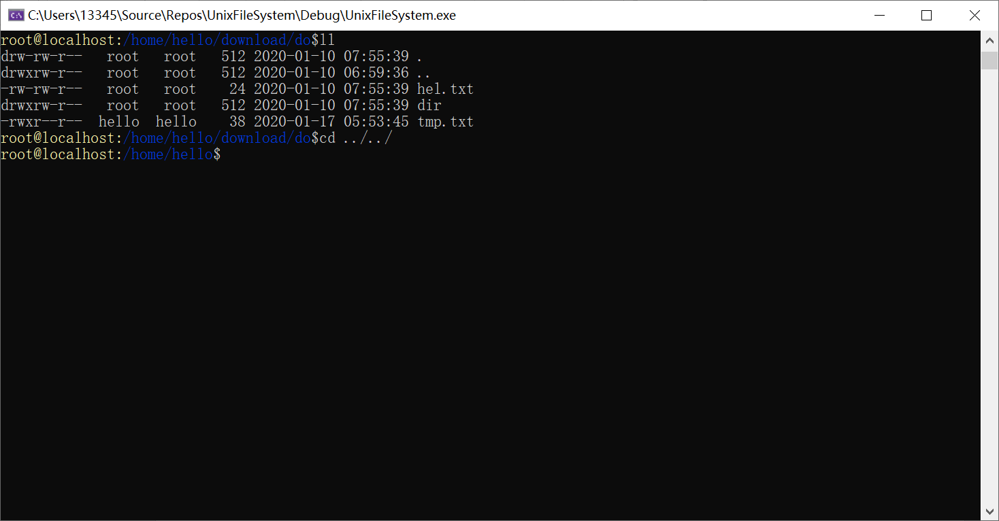 C:\Users\13345\Source\Repos\UnixFileSystem\Debug\UnixFileSystem.exe
root@localhost:/home/hello/download/do$ll
drw-rw-r--   root   root   512 2020-01-10 07:55:39 .
drwxrw-r--   root   root   512 2020-01-10 06:59:36 ..
-rw-rw-r--   root   root    24 2020-01-10 07:55:39 hel.txt
drwxrw-r--   root   root   512 2020-01-10 07:55:39 dir
-rwxr--r--  hello  hello    38 2020-01-17 05:53:45 tmp.txt
root@localhost:/home/hello/download/do$cd ../../
root@localhost:/home/hello$